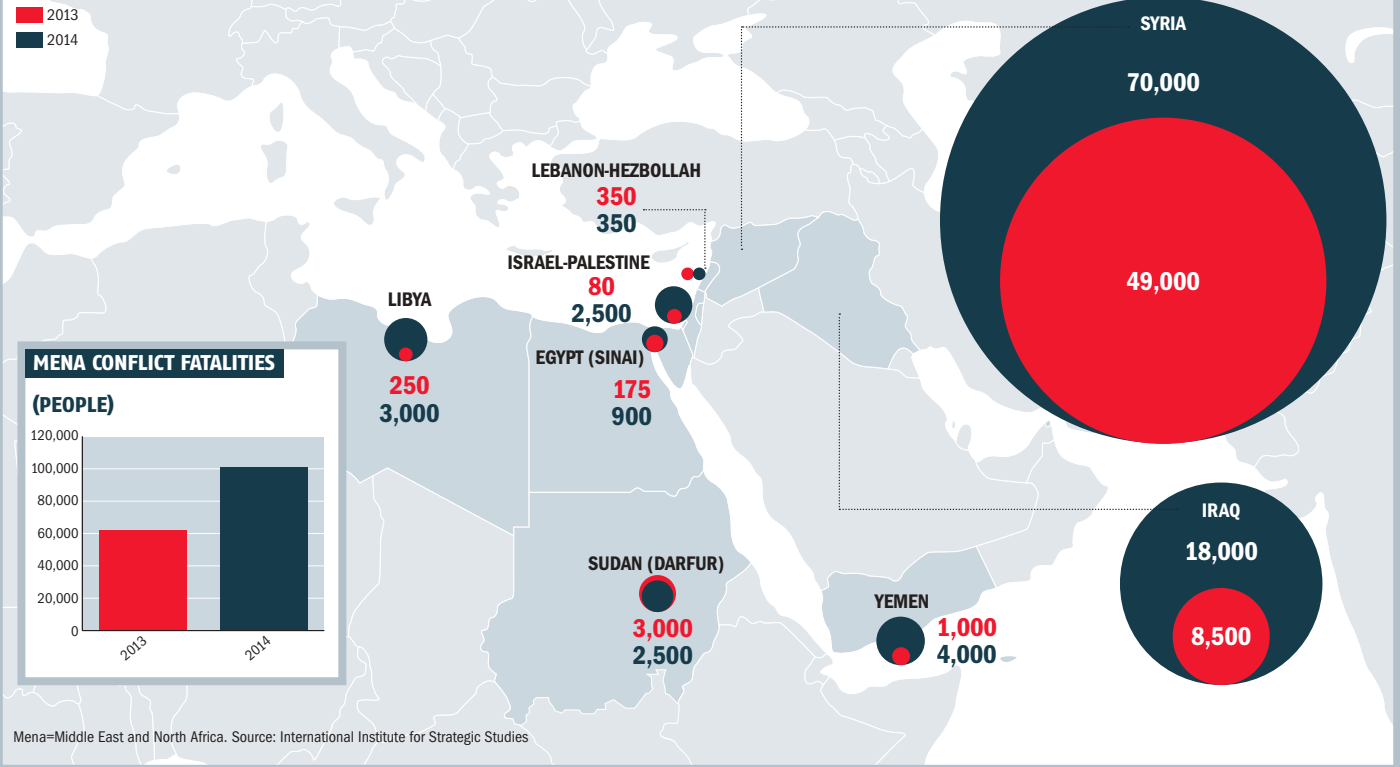 2013
2014
SYRIA
70,000
49,000
LEBANON-HEZBOLLAH
350
350
ISRAEL-PALESTINE
80
2,500
LIBYA
250
3,000
EGYPT (SINAI)
175
900
MENA CONFLICT FATALITIES
(PEOPLE)
120,000
100,000
80,000
60,000
40,000
20,000
0
2013
2014
IRAQ
18,000
8,500
SUDAN (DARFUR)
3,000
2,500
YEMEN
1,000
4,000
Mena=Middle East and North Africa. Source: International Institute for Strategic Studies